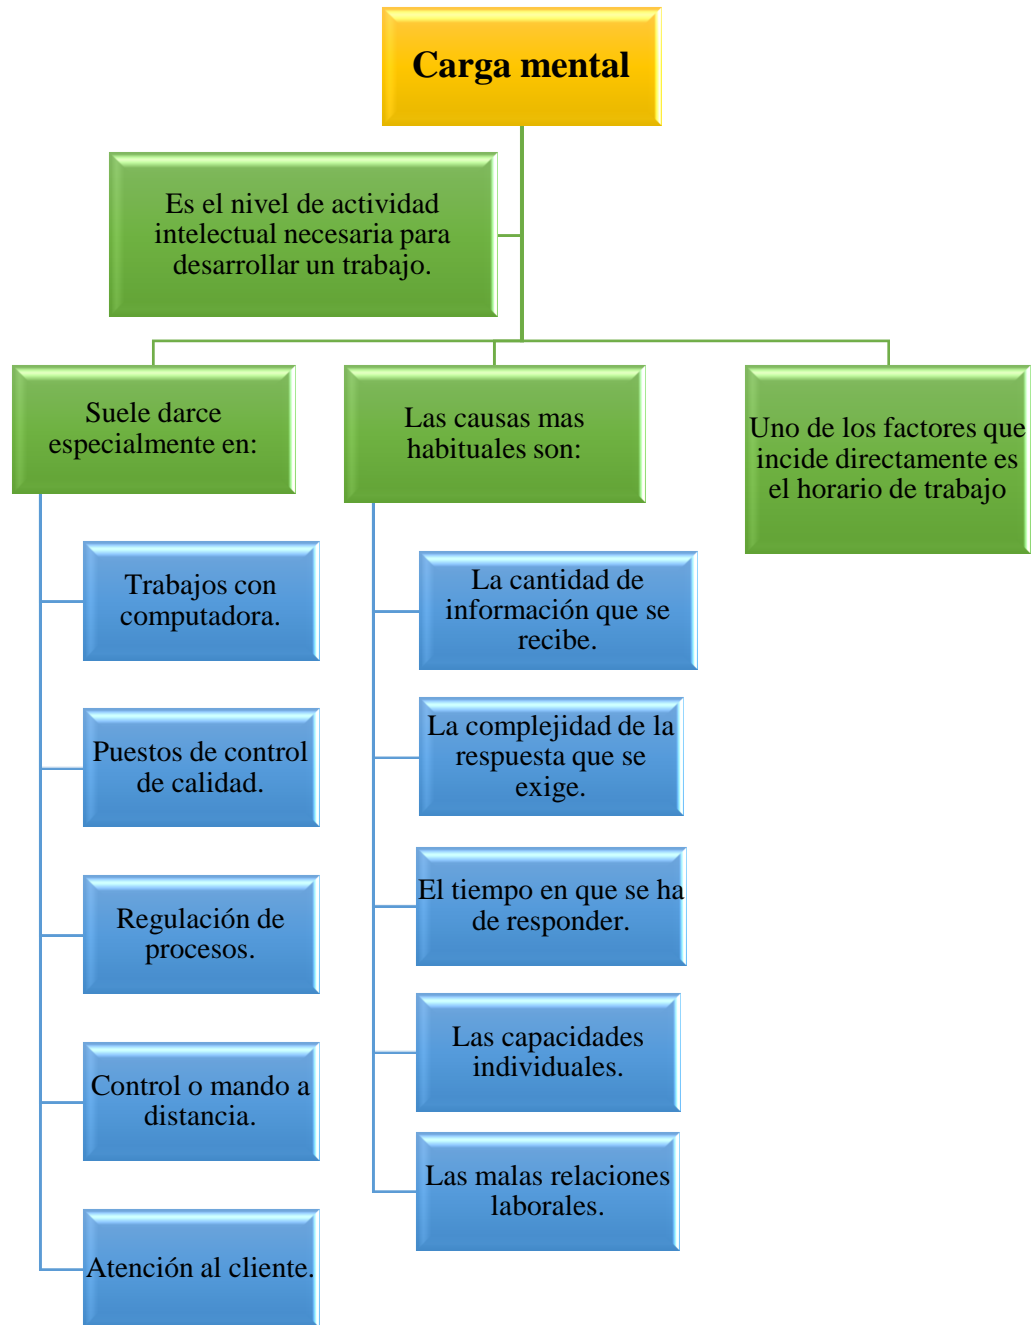 Carga mental
Es el nivel de actividad
intelectual necesaria para
desarrollar un trabajo.
Suele darce
especialmente en:
Trabajos con
computadora.
Puestos de control
de calidad.
Regulación de
procesos.
Control o mando a
distancia.
Atención al cliente.
Las causas mas
habituales son:
La cantidad de
información que se
recibe.
La complejidad de la
respuesta que se
exige.
El tiempo en que se ha
de responder.
Las capacidades
individuales.
Las malas relaciones
laborales.
Uno de los factores que
incide directamente es
el horario de trabajo